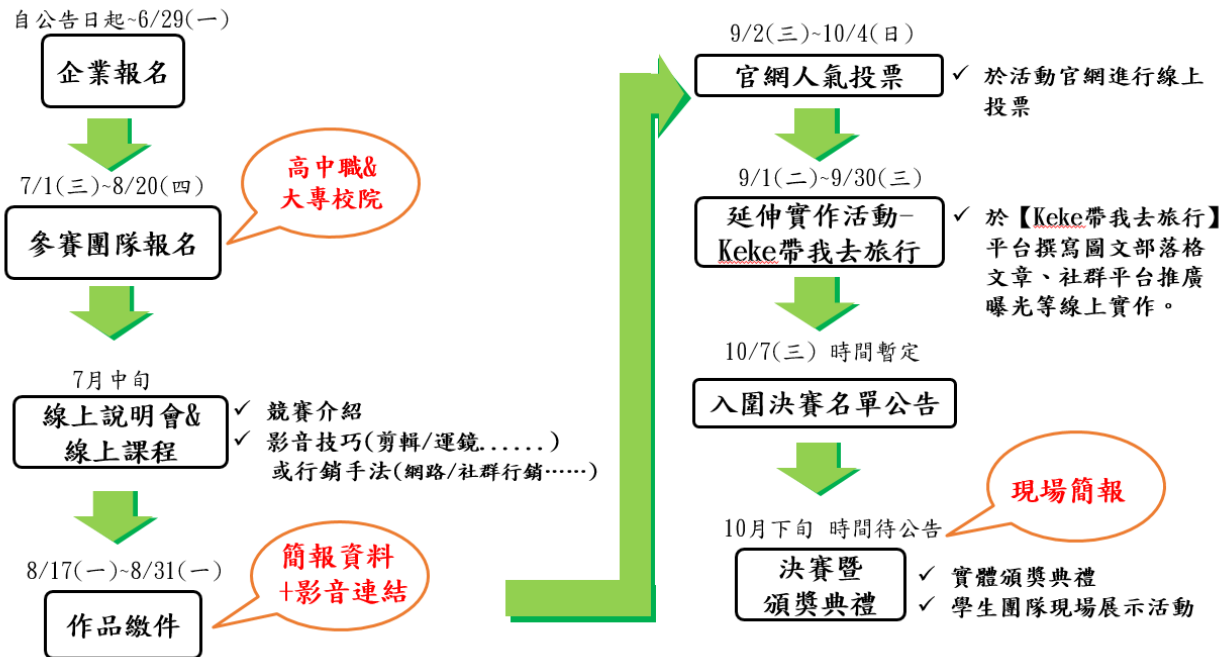 自公告日起~6/29(一)
企業報名
7/1(三)~8/20(四)
高中職&
大專校院
參賽團隊報名
7月中旬
線上說明會&
線上課程
✓ 競賽介紹
✓ 影音技巧(剪輯/運鏡......)
或行銷手法(網路/社群行銷……)
8/17(一)~8/31(一)
簡報資料
+影音連結
作品繳件
9/2(三)~10/4(日)
官網人氣投票
✓ 於活動官網進行線上
投票
9/1(二)~9/30(三)
延伸實作活動-
Keke帶我去旅行
✓ 於【Keke帶我去旅行】
平台撰寫圖文部落格
文章、社群平台推廣
曝光等線上實作。
10/7(三) 時間暫定
入圍決賽名單公告
現場簡報
10月下旬 時間待公告
決賽暨
頒獎典禮
✓ 實體頒獎典禮
✓ 學生團隊現場展示活動